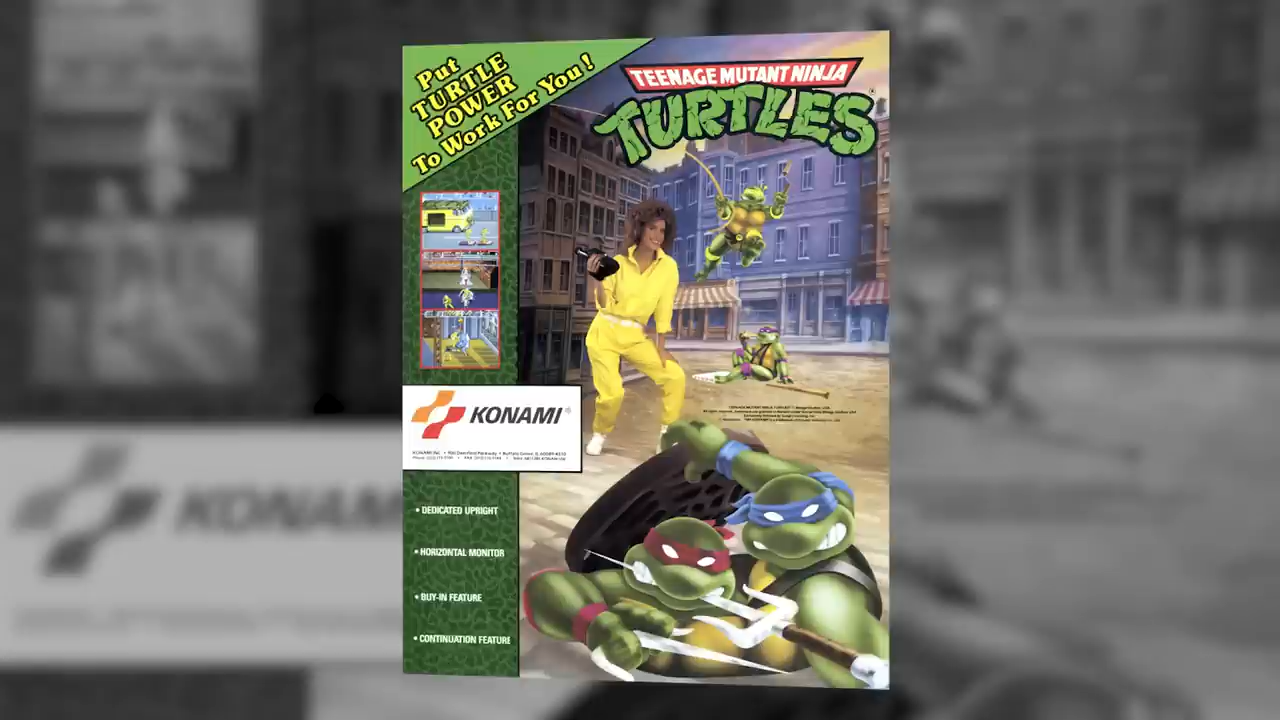 Put
TURTLE
POWER
To Work For You!
TEENAGE MUTANT NINJA
TURTLES
KONAMI®
• DEDICATED UPRIGHT
• HORIZONTAL MONITOR
• BUY-IN FEATURE
• CONTINUATION FEATURE
KONAMI